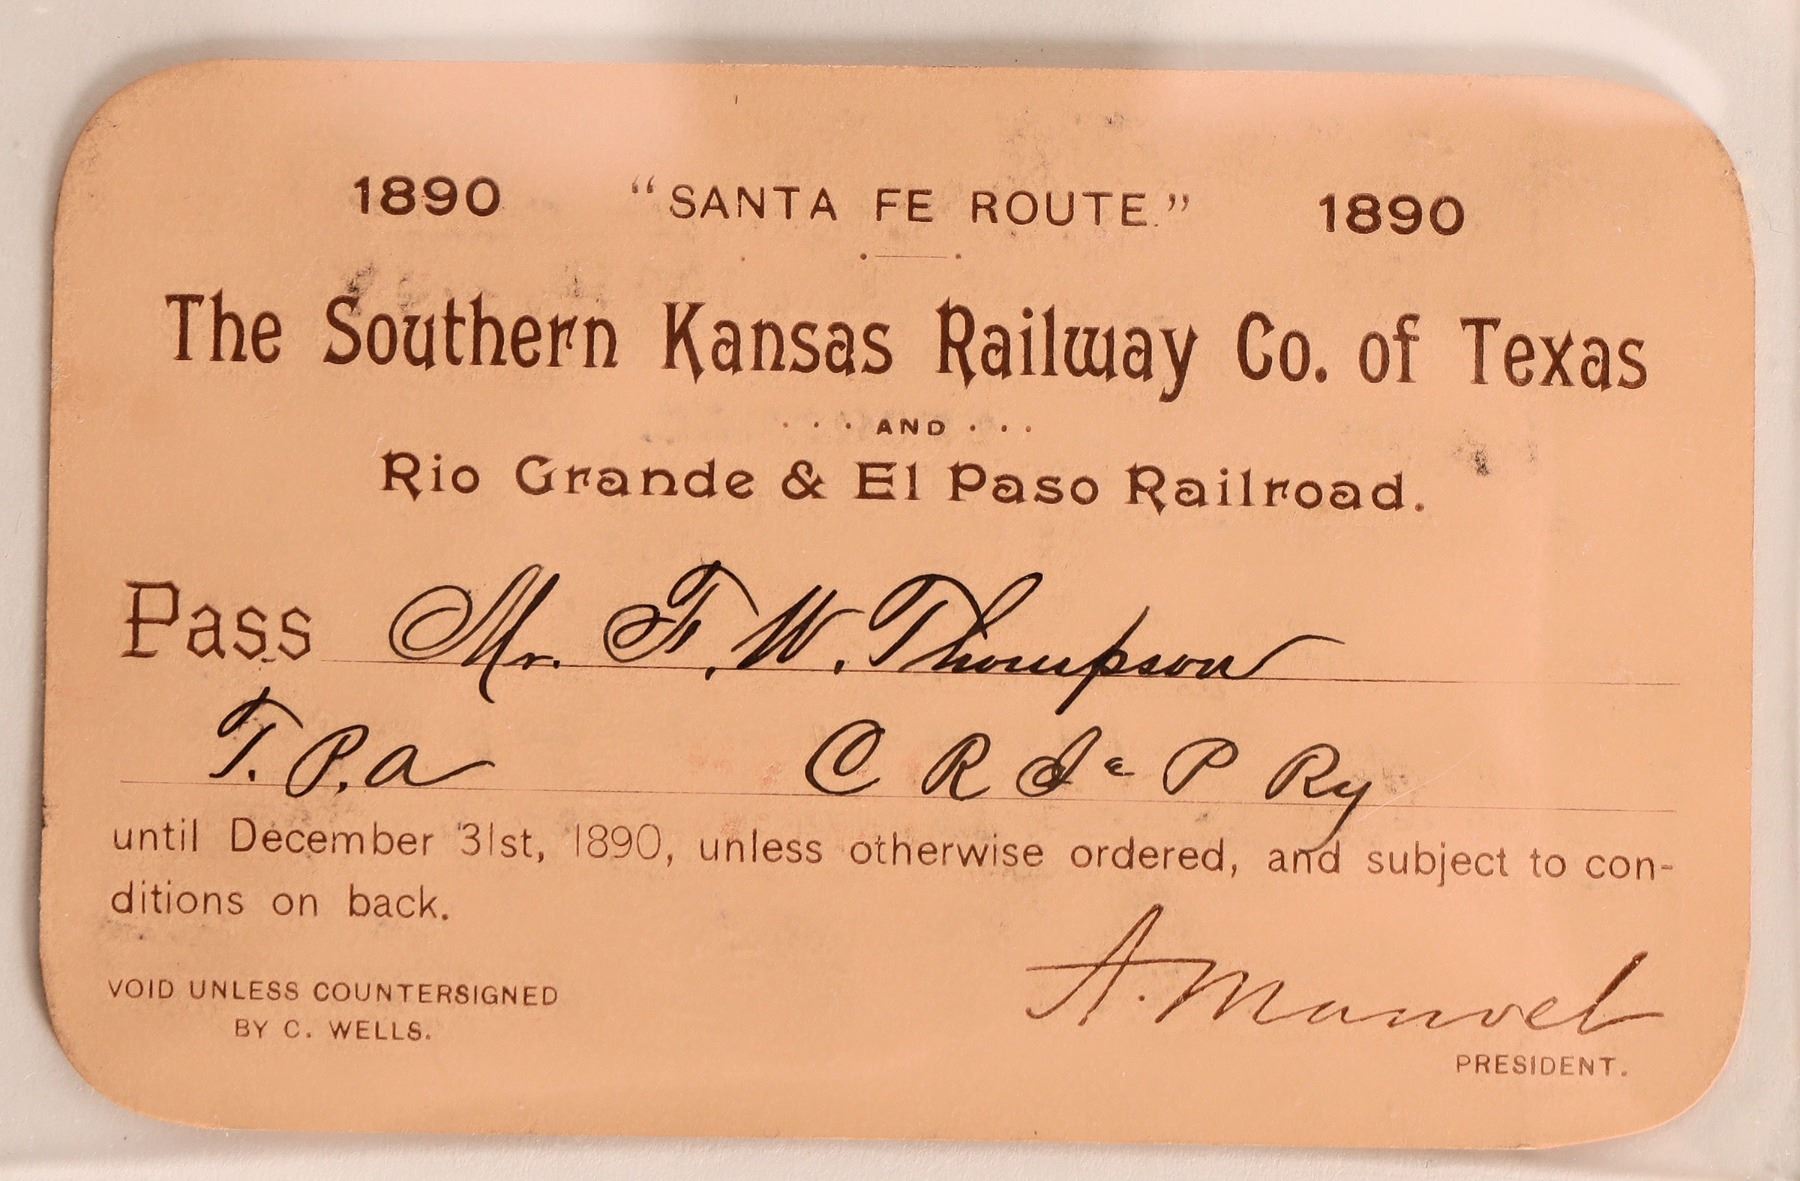 1890 "SANTA FE ROUTE." 1890
The Southern Kansas Railway Co. of Texas
. . . AND . . .
Rio Grande & El Paso Railroad.
Pass Mr. F. W. Thompson
T. P. a C R I & P Ry
until December 31st, 1890, unless otherwise ordered, and subject to con-
ditions on back.
VOID UNLESS COUNTERSIGNED
BY C. WELLS.
A. Manvel
PRESIDENT.